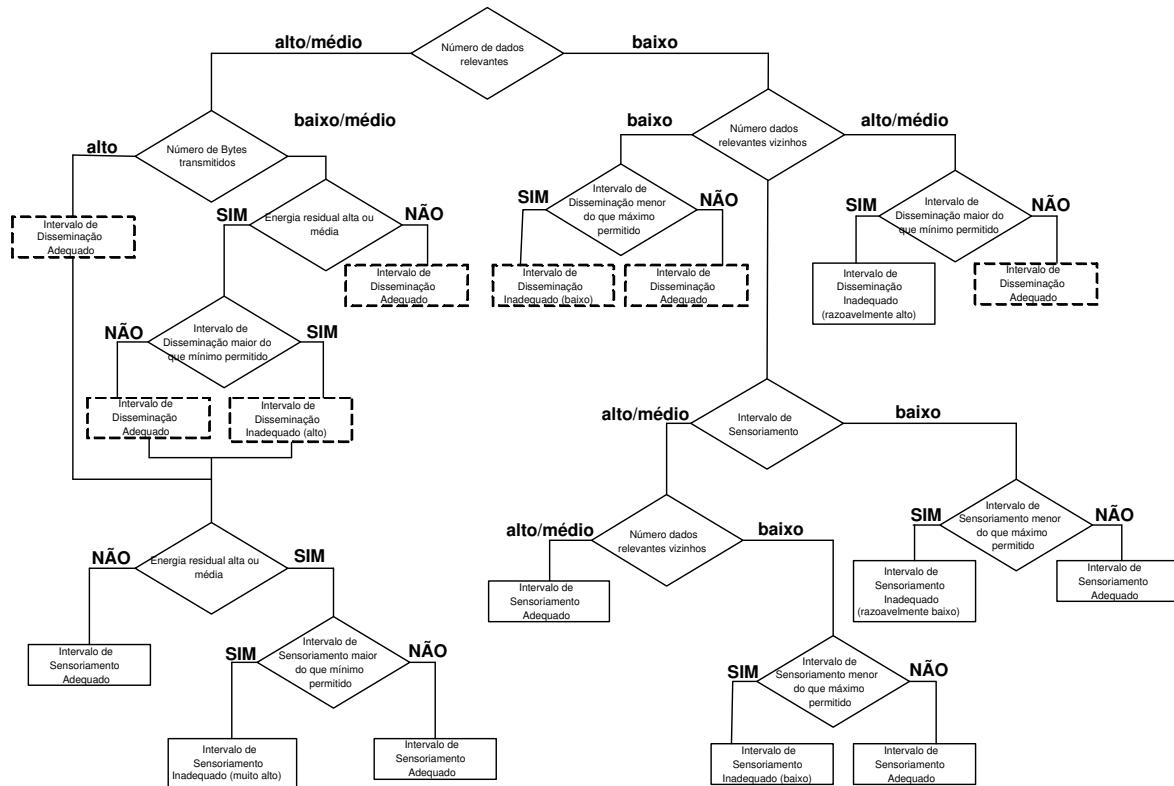 alto/médio
Número de dados
relevantes
baixo
alto
Número de Bytes
transmitidos
baixo/médio
baixo
Número dados
relevantes vizinhos
alto/médio
Intervalo de
Disseminação
Adequado
SIM
Energia residual alta ou
média
NÃO
Intervalo de
Disseminação
Adequado
SIM
Intervalo de
Disseminação menor
do que máximo
permitido
NÃO
Intervalo de
Disseminação
Inadequado (baixo)
Intervalo de
Disseminação
Adequado
SIM
Intervalo de
Disseminação maior do
que mínimo permitido
NÃO
Intervalo de
Disseminação
Inadequado
(razoavelmente alto)
Intervalo de
Disseminação
Adequado
NÃO
Intervalo de
Disseminação maior do
que mínimo permitido
SIM
Intervalo de
Disseminação
Adequado
Intervalo de
Disseminação
Inadequado (alto)
alto/médio
Intervalo de
Sensoriamento
baixo
alto/médio
Número dados
relevantes vizinhos
baixo
SIM
Intervalo de
Sensoriamento menor
do que máximo
permitido
NÃO
Intervalo de
Sensoriamento
Adequado
Intervalo de
Sensoriamento
Inadequado
(razoavelmente baixo)
Intervalo de
Sensoriamento
Adequado
NÃO
Energia residual alta ou
média
SIM
Intervalo de
Sensoriamento
Adequado
SIM
Intervalo de
Sensoriamento maior
do que mínimo
permitido
NÃO
Intervalo de
Sensoriamento
Inadequado (muito alto)
Intervalo de
Sensoriamento
Adequado
SIM
Intervalo de
Sensoriamento menor
do que máximo
permitido
NÃO
Intervalo de
Sensoriamento
Inadequado (baixo)
Intervalo de
Sensoriamento
Adequado